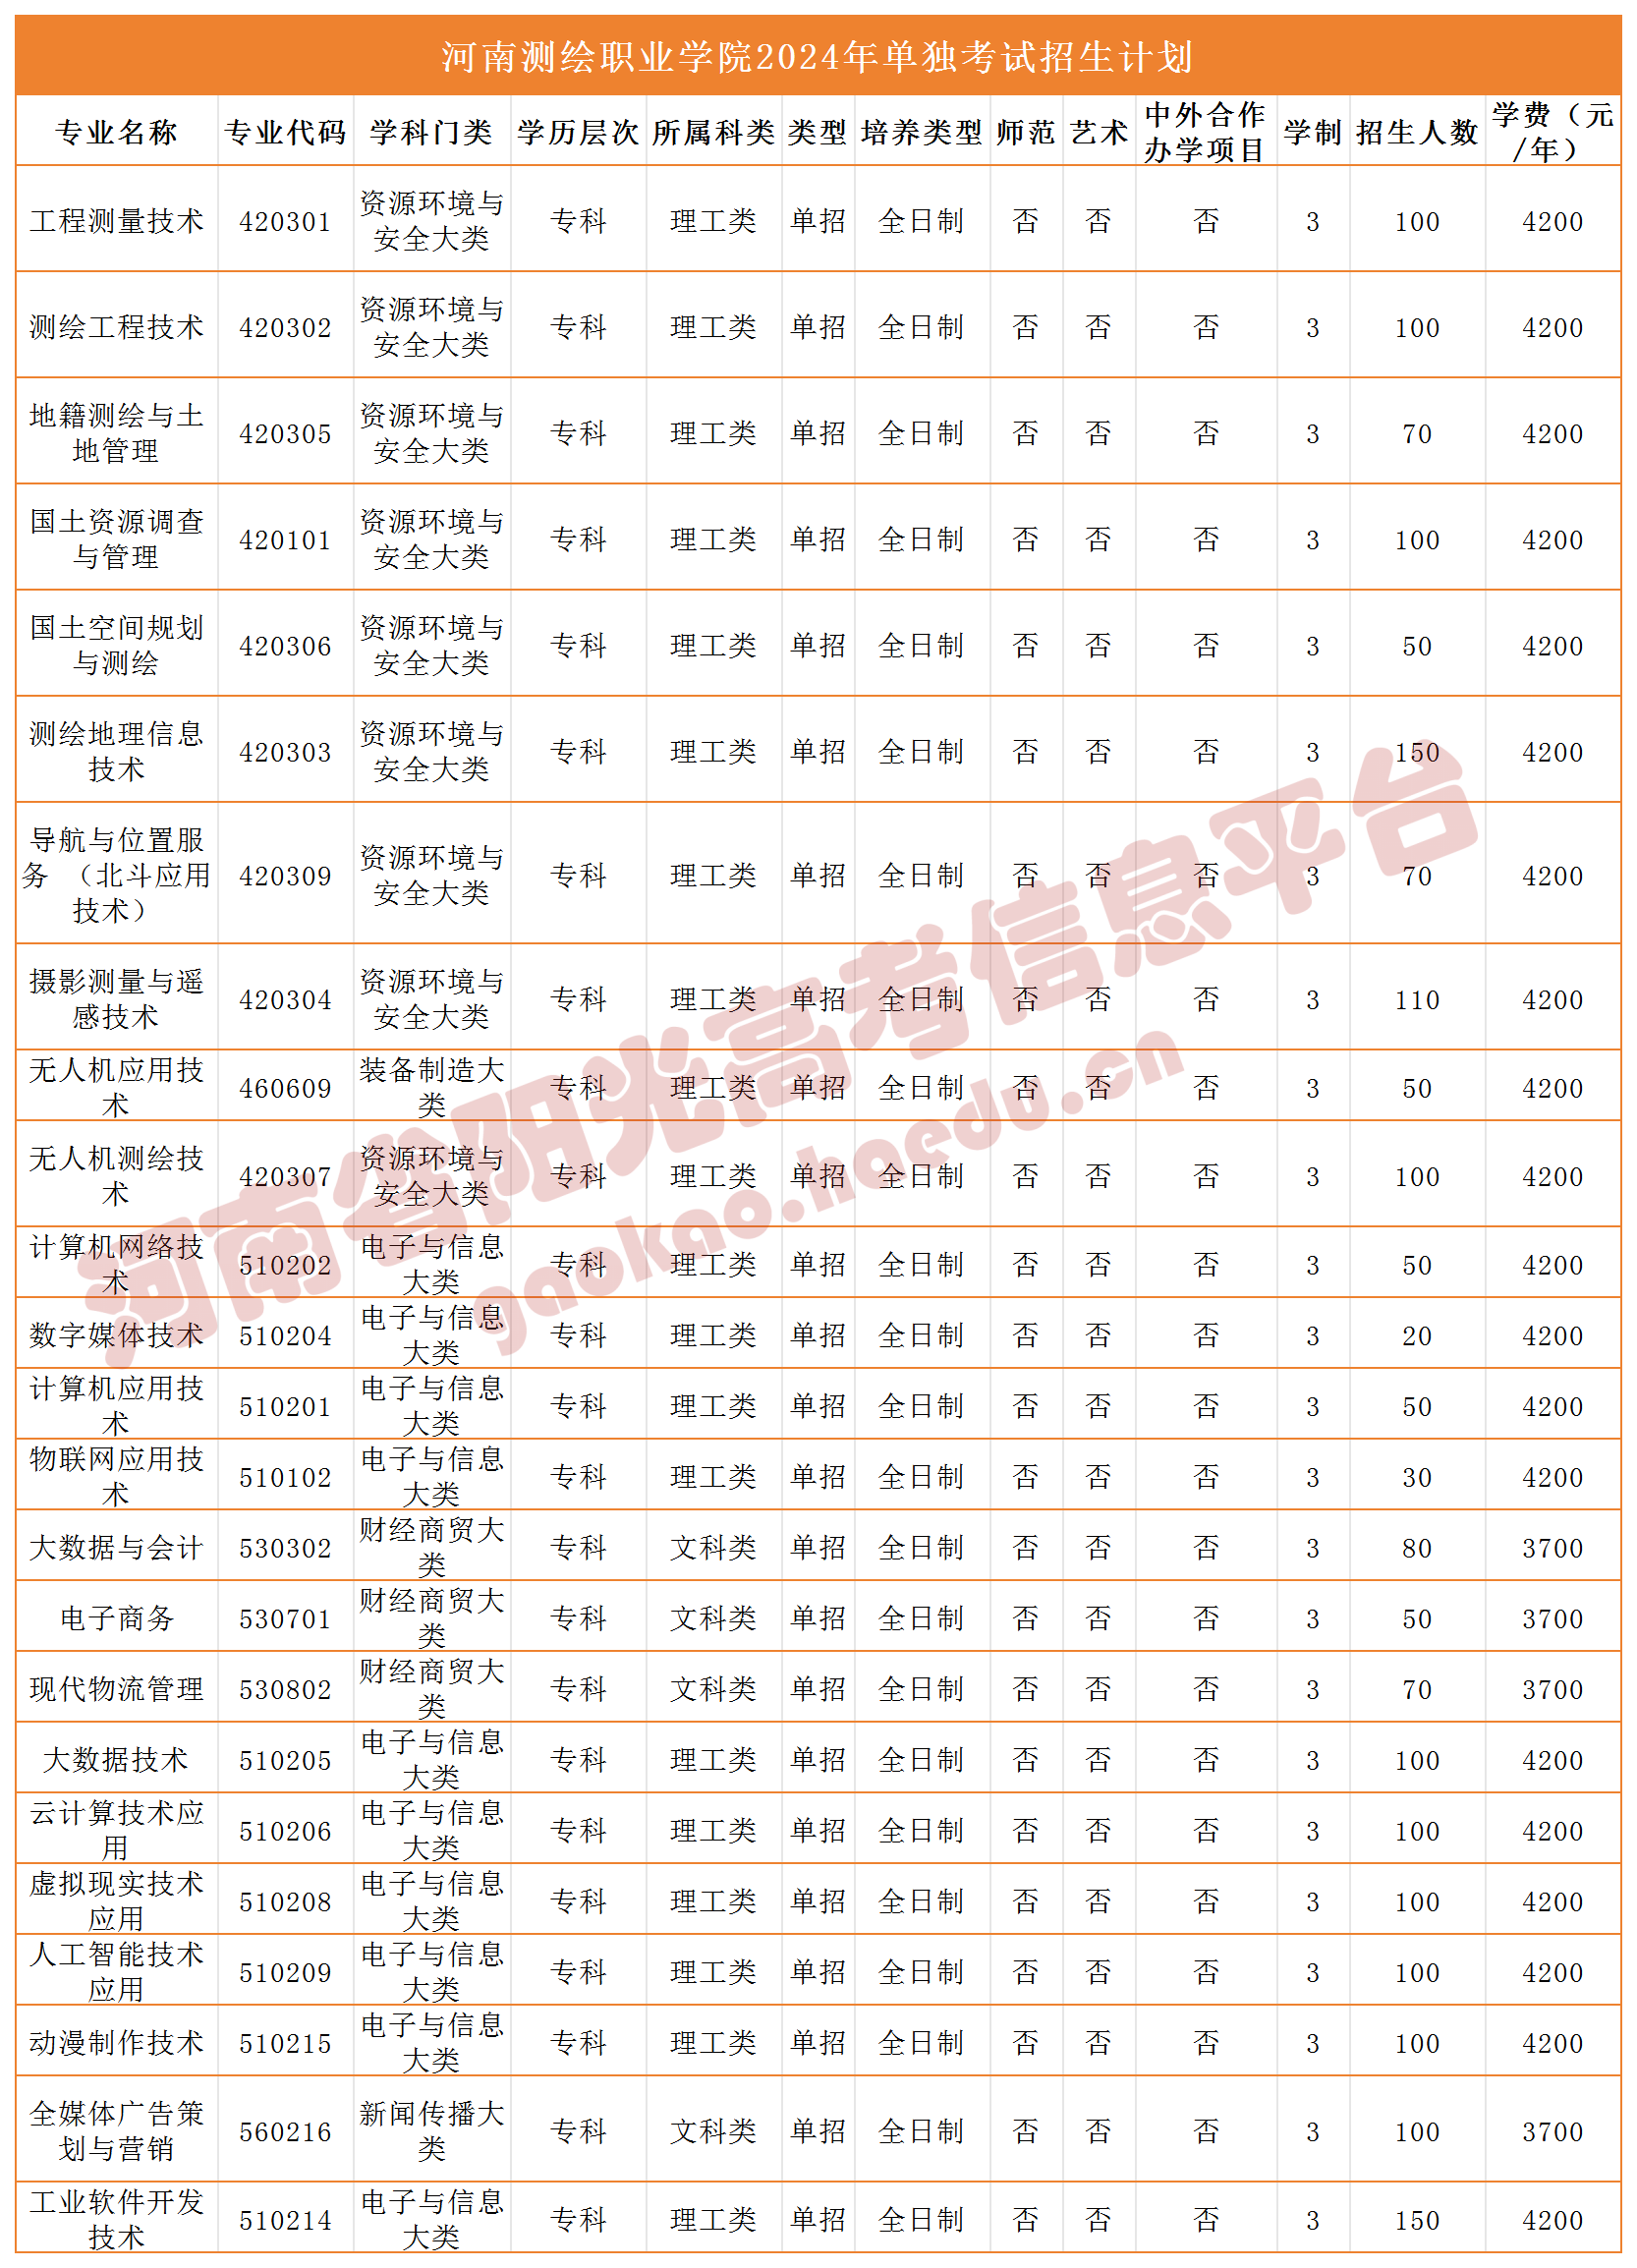 河南测绘职业学院2024年单独考试招生计划
专业名称 专业代码 学科门类 学历层次 所属科类 类型 培养类型 师范 艺术 中外合作办学项目 学制 招生人数 学费（元/年）
工程测量技术 420301 资源环境与安全大类 专科 理工类 单招 全日制 否 否 否 3 100 4200
测绘工程技术 420302 资源环境与安全大类 专科 理工类 单招 全日制 否 否 否 3 100 4200
地籍测绘与土地管理 420305 资源环境与安全大类 专科 理工类 单招 全日制 否 否 否 3 70 4200
国土资源调查与管理 420101 资源环境与安全大类 专科 理工类 单招 全日制 否 否 否 3 100 4200
国土空间规划与测绘 420306 资源环境与安全大类 专科 理工类 单招 全日制 否 否 否 3 50 4200
测绘地理信息技术 420303 资源环境与安全大类 专科 理工类 单招 全日制 否 否 否 3 150 4200
导航与位置服务 （北斗应用技术） 420309 资源环境与安全大类 专科 理工类 单招 全日制 否 否 否 3 70 4200
摄影测量与遥感技术 420304 资源环境与安全大类 专科 理工类 单招 全日制 否 否 否 3 110 4200
无人机应用技术 460609 装备制造大类 专科 理工类 单招 全日制 否 否 否 3 50 4200
无人机测绘技术 420307 资源环境与安全大类 专科 理工类 单招 全日制 否 否 否 3 100 4200
计算机网络技术 510202 电子与信息大类 专科 理工类 单招 全日制 否 否 否 3 50 4200
数字媒体技术 510204 电子与信息大类 专科 理工类 单招 全日制 否 否 否 3 20 4200
计算机应用技术 510201 电子与信息大类 专科 理工类 单招 全日制 否 否 否 3 50 4200
物联网应用技术 510102 电子与信息大类 专科 理工类 单招 全日制 否 否 否 3 30 4200
大数据与会计 530302 财经商贸大类 专科 文科类 单招 全日制 否 否 否 3 80 3700
电子商务 530701 财经商贸大类 专科 文科类 单招 全日制 否 否 否 3 50 3700
现代物流管理 530802 财经商贸大类 专科 文科类 单招 全日制 否 否 否 3 70 3700
大数据技术 510205 电子与信息大类 专科 理工类 单招 全日制 否 否 否 3 100 4200
云计算技术应用 510206 电子与信息大类 专科 理工类 单招 全日制 否 否 否 3 100 4200
虚拟现实技术应用 510208 电子与信息大类 专科 理工类 单招 全日制 否 否 否 3 100 4200
人工智能技术应用 510209 电子与信息大类 专科 理工类 单招 全日制 否 否 否 3 100 4200
动漫制作技术 510215 电子与信息大类 专科 理工类 单招 全日制 否 否 否 3 100 4200
全媒体广告策划与营销 560216 新闻传播大类 专科 文科类 单招 全日制 否 否 否 3 100 3700
工业软件开发技术 510214 电子与信息大类 专科 理工类 单招 全日制 否 否 否 3 150 4200
河南省阳光高考信息平台
gaokao.haedu.cn